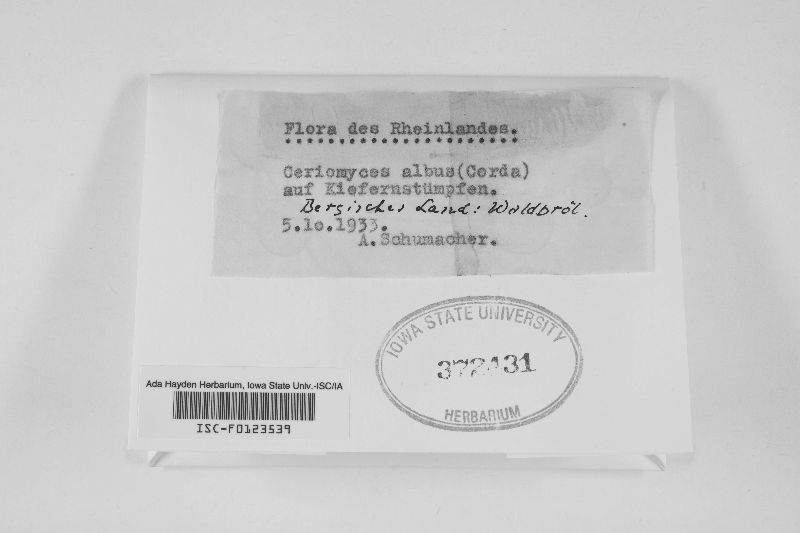 Flora des Rheinlandes.
Ceriomyces albus(Corda)
auf Kiefernstümpfen.
Bergisches Land: Waldbröl.
5.10.1933.
A.Schumacher.
IOWA STATE UNIVERSITY
372431
HERBARIUM
Ada Hayden Herbarium, Iowa State Univ.-ISC/IA
ISC-F0123539